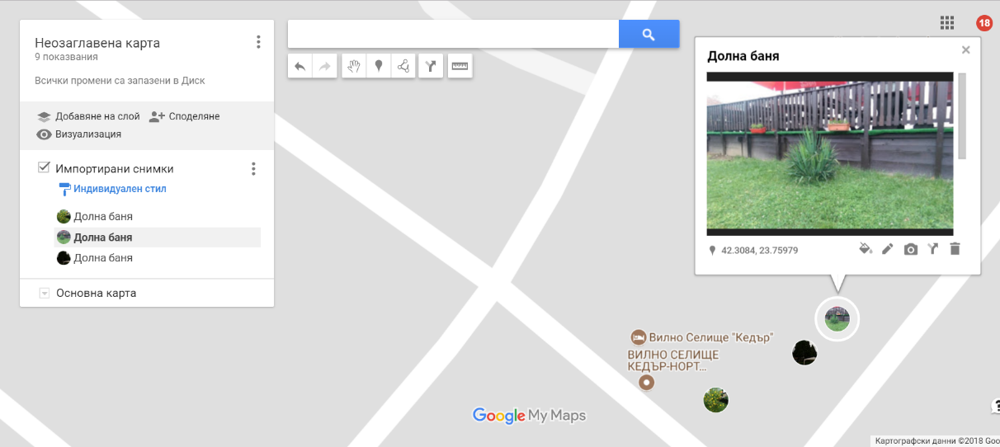 Неозаглавена карта
9 показвания
Всички промени са запазени в Диск
Добавяне на слой
Споделяне
Визуализация
Импортирани снимки
Индивидуален стил
Долна баня
Долна баня
Долна баня
Основна карта
18
Долна баня
42.3084, 23.75979
Вилно Селище "Кедър"
ВИЛНО СЕЛИЩЕ
КЕДЪР-НОРТ...
Google My Maps
?
Картографски данни ©2018 Goo